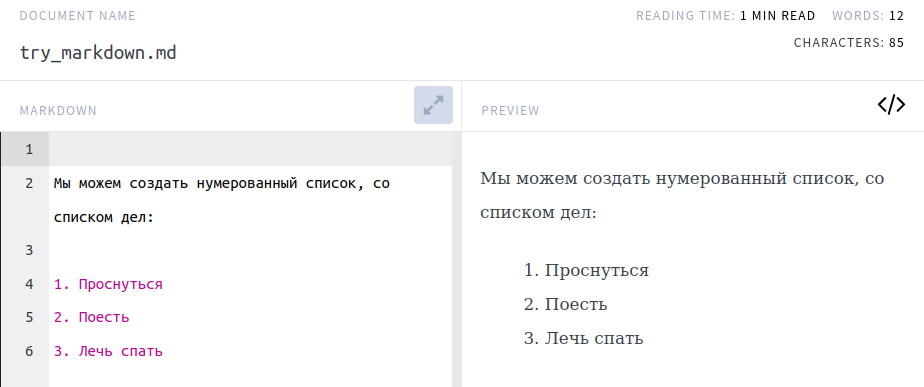 DOCUMENT NAME
READING TIME: 1 MIN READ WORDS: 12
try_markdown.md
CHARACTERS: 85
MARKDOWN
PREVIEW
</>
1
2 Мы можем создать нумерованный список, со
списком дел:
3
4 1. Проснуться
5 2. Поесть
6 3. Лечь спать
Мы можем создать нумерованный список, со
списком дел:
1. Проснуться
2. Поесть
3. Лечь спать